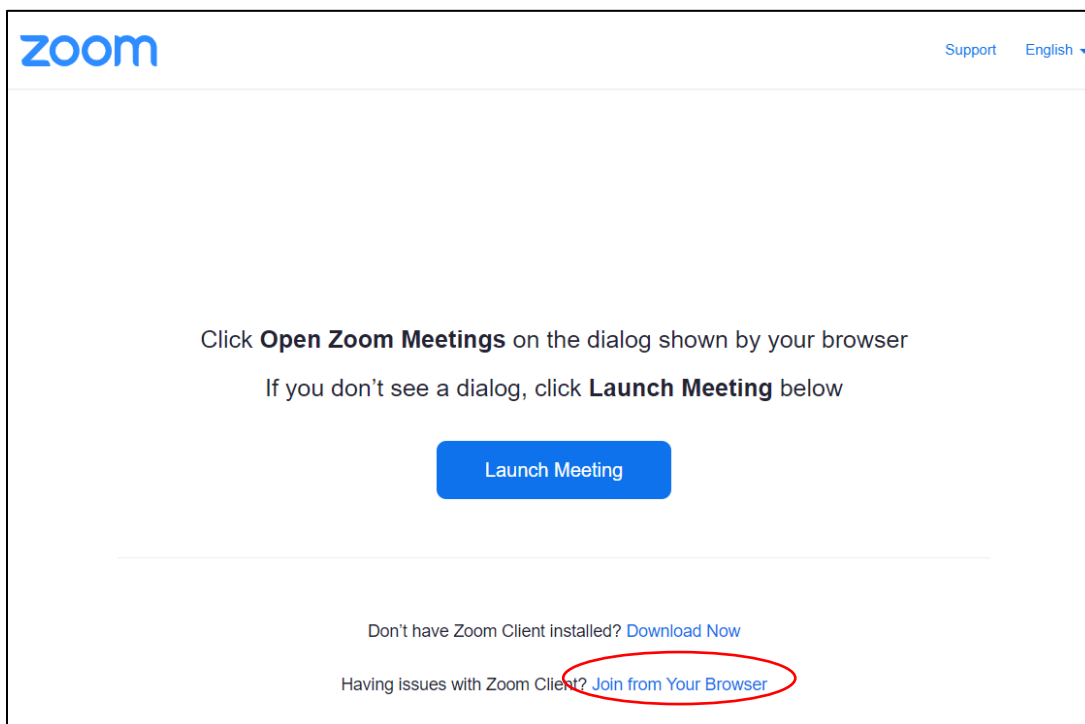 zoom
Support English
Click Open Zoom Meetings on the dialog shown by your browser
If you don’t see a dialog, click Launch Meeting below
Launch Meeting
Don’t have Zoom Client installed? Download Now
Having issues with Zoom Client? Join from Your Browser